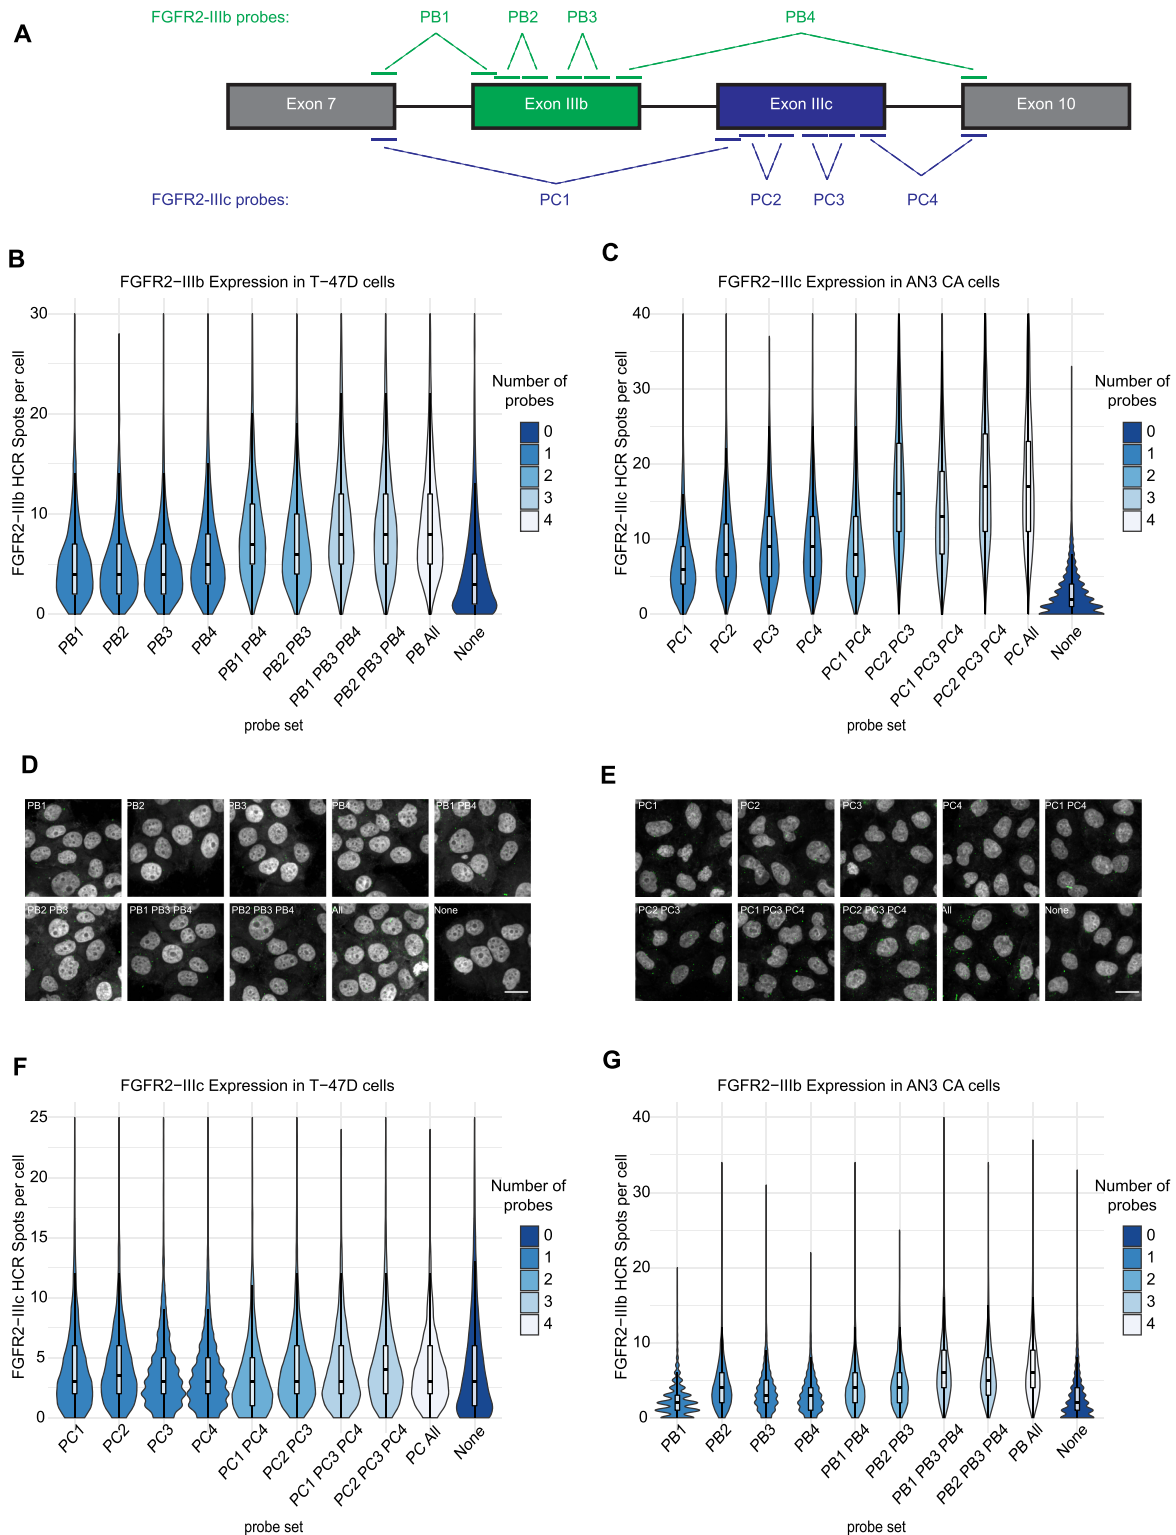 A
FGFR2-IIIb probes:
PB1
PB2
PB3
PB4
Exon 7
Exon IIIb
Exon IIIc
Exon 10
FGFR2-IIIc probes:
PC1
PC2
PC3
PC4
B
FGFR2−IIIb Expression in T−47D cells
FGFR2−IIIb HCR Spots per cell
30
20
10
0
PB1
PB2
PB3
PB4
PB1 PB4
PB2 PB3
PB1 PB3 PB4
PB2 PB3 PB4
PB All
None
probe set
Number of
probes
0
1
2
3
4
C
FGFR2−IIIc Expression in AN3 CA cells
FGFR2−IIIc HCR Spots per cell
40
30
20
10
0
PC1
PC2
PC3
PC4
PC1 PC4
PC2 PC3
PC1 PC3 PC4
PC2 PC3 PC4
PC All
None
probe set
Number of
probes
0
1
2
3
4
D
PB1
PB2
PB3
PB4
PB1 PB4
PB2 PB3
PB1 PB3 PB4
PB2 PB3 PB4
All
None
E
PC1
PC2
PC3
PC4
PC1 PC4
PC2 PC3
PC1 PC3 PC4
PC2 PC3 PC4
All
None
F
FGFR2−IIIc Expression in T−47D cells
FGFR2−IIIc HCR Spots per cell
25
20
15
10
5
0
PC1
PC2
PC3
PC4
PC1 PC4
PC2 PC3
PC1 PC3 PC4
PC2 PC3 PC4
PC All
None
probe set
Number of
probes
0
1
2
3
4
G
FGFR2−IIIb Expression in AN3 CA cells
FGFR2−IIIb HCR Spots per cell
40
30
20
10
0
PB1
PB2
PB3
PB4
PB1 PB4
PB2 PB3
PB1 PB3 PB4
PB2 PB3 PB4
PB All
None
probe set
Number of
probes
0
1
2
3
4